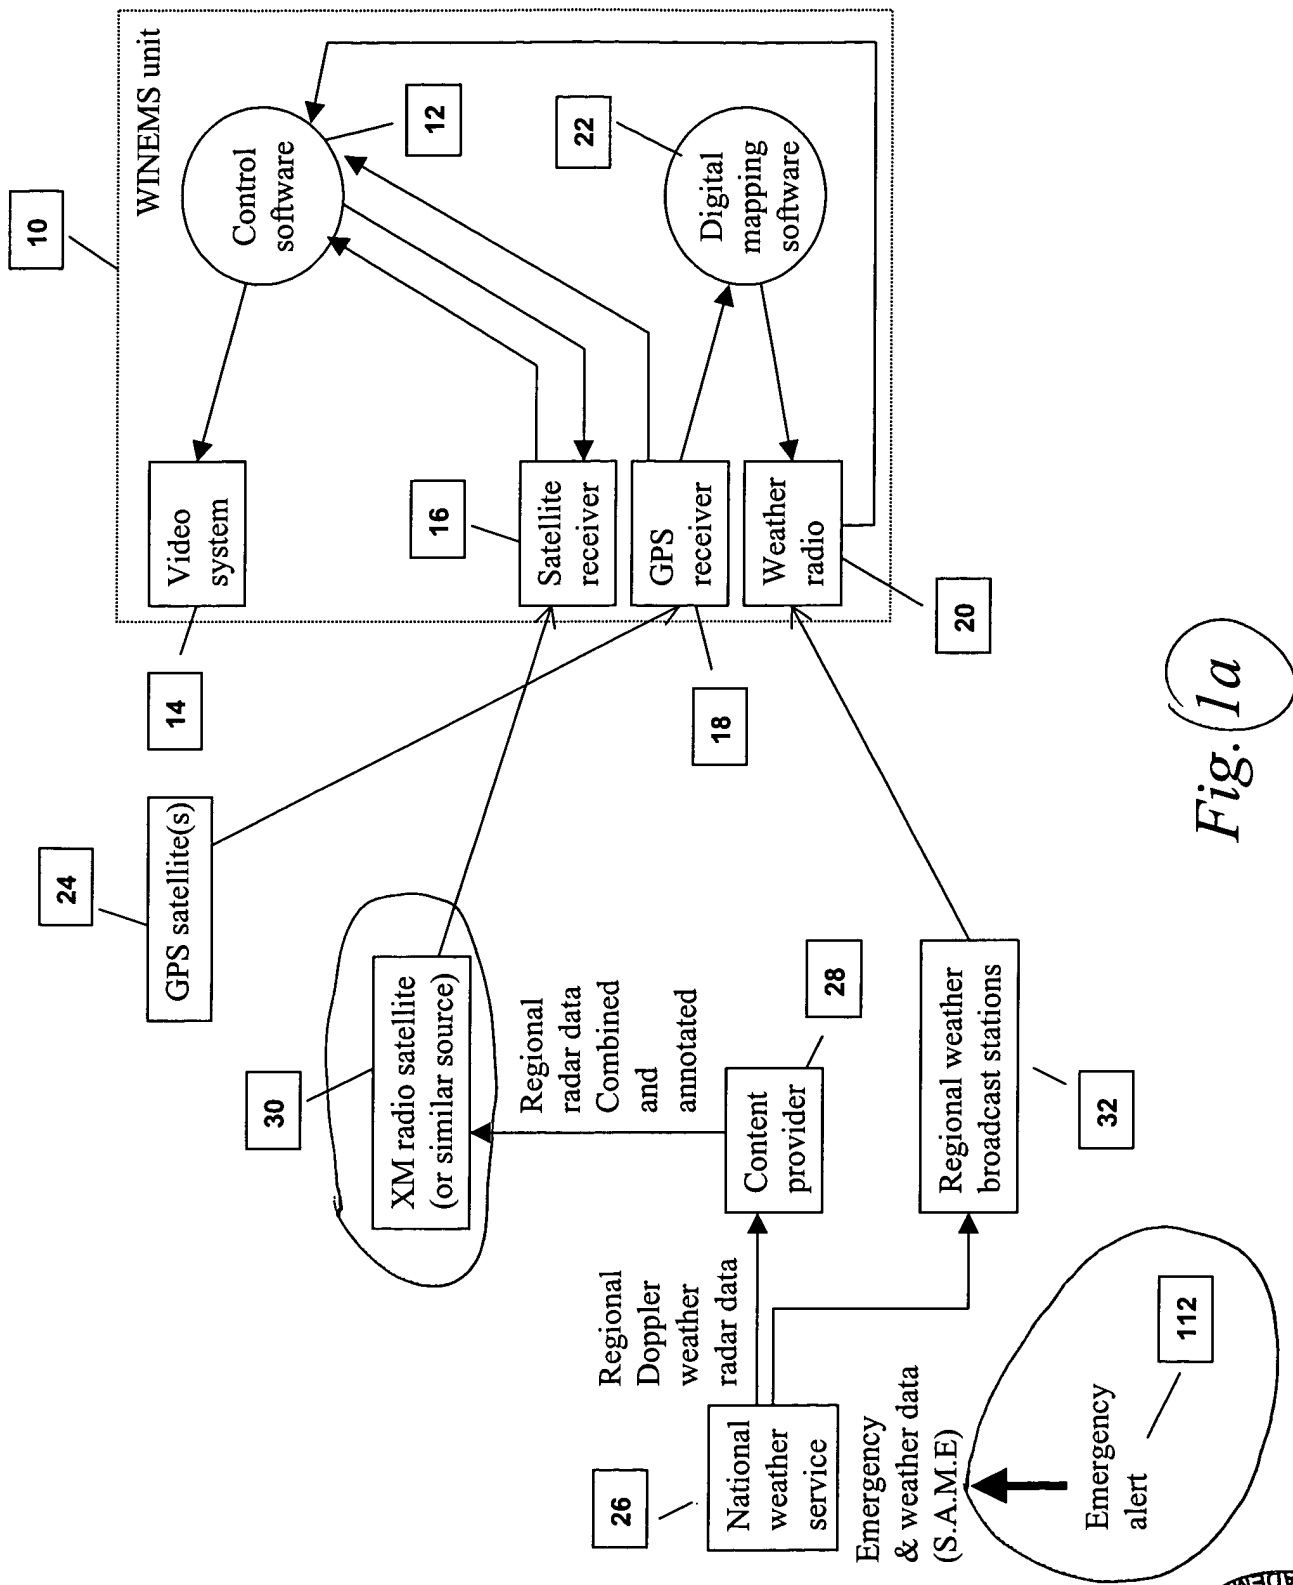 10
WINEMS unit
Video
system
14
Control
software
12
24
GPS satellite(s)
30
XM radio satellite
(or similar source)
16
Satellite
receiver
GPS
receiver
18
Digital
mapping
software
22
Weather
radio
20
Regional
radar data
Combined
and
annotated
Content
provider
28
Regional
Doppler
weather
radar data
26
National
weather
service
Emergency
& weather data
(S.A.M.E)
Regional weather
broadcast stations
32
Emergency
alert
112
Fig. 1a